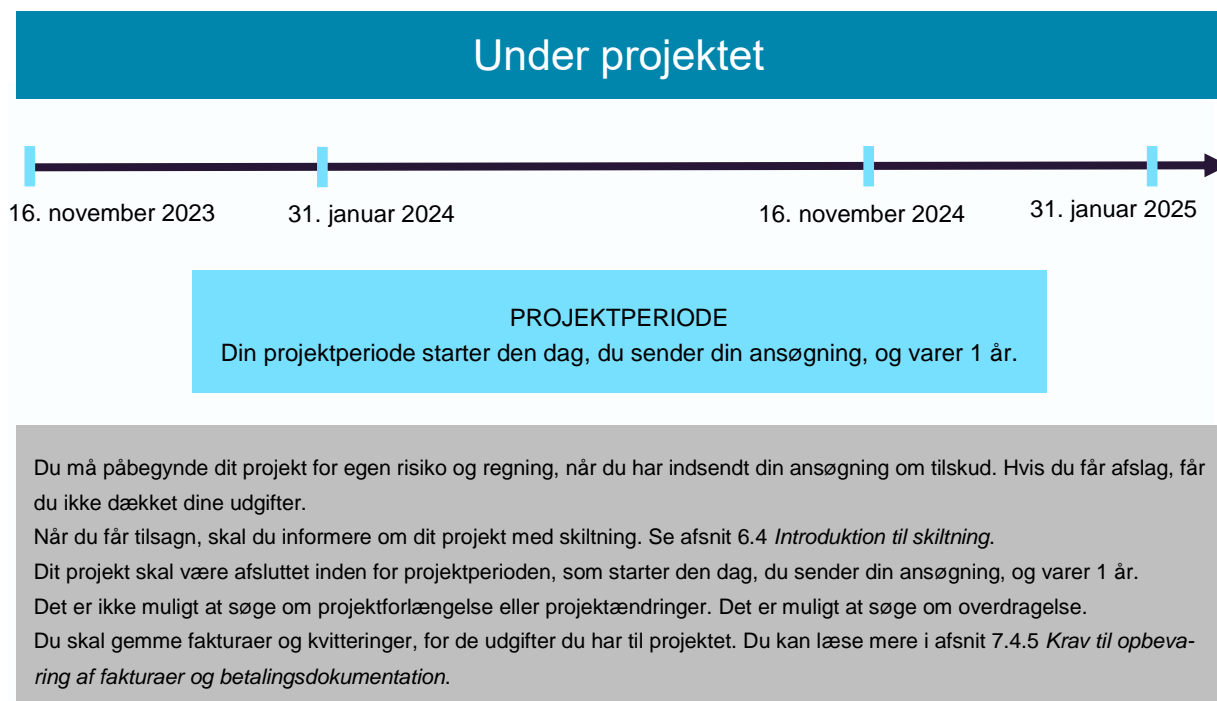 Under projektet
16. november 2023
31. januar 2024
16. november 2024
31. januar 2025
PROJEKTPERIODE
Din projektperiode starter den dag, du sender din ansøgning, og varer 1 år.
Du må påbegynde dit projekt for egen risiko og regning, når du har indsendt din ansøgning om tilskud. Hvis du får afslag, får
du ikke dækket dine udgifter.
Når du får tilsagn, skal du informere om dit projekt med skiltning. Se afsnit 6.4 Introduktion til skiltning.
Dit projekt skal være afsluttet inden for projektperioden, som starter den dag, du sender din ansøgning, og varer 1 år.
Det er ikke muligt at søge om projektforlængelse eller projektændringer. Det er muligt at søge om overdragelse.
Du skal gemme fakturaer og kvitteringer, for de udgifter du har til projektet. Du kan læse mere i afsnit 7.4.5 Krav til opbeva-
ring af fakturaer og betalingsdokumentation.